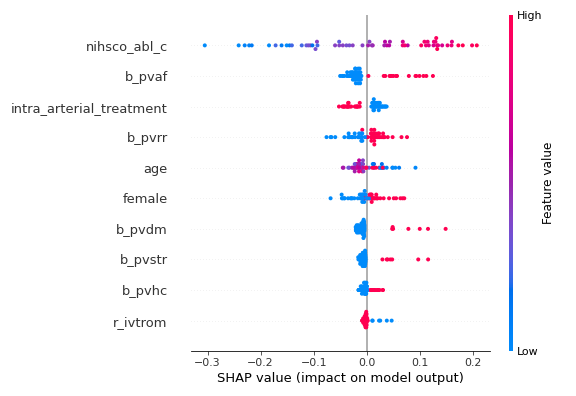 High
nihsco_abl_c
b_pvaf
intra_arterial_treatment
b_pvrr
age
female
b_pvdm
b_pvstr
b_pvhc
r_ivtrom
Feature value
Low
−0.3 −0.2 −0.1 0.0 0.1 0.2
SHAP value (impact on model output)